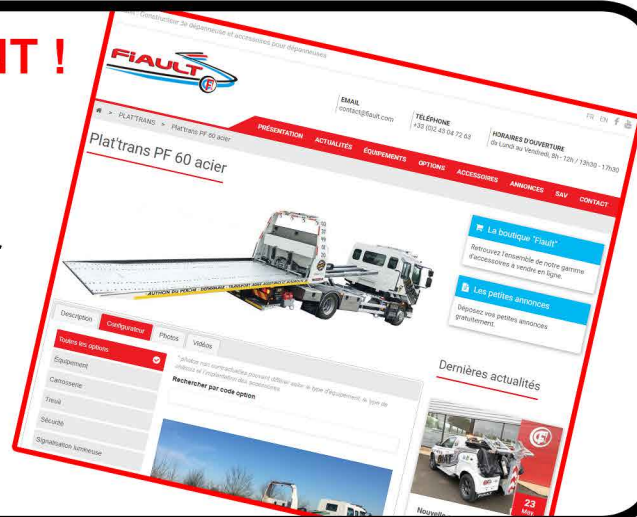 IT !
Constructeur de dépanneuse et accessoires pour dépanneuses
FR EN
FIAULT
EMAIL
contact@fiault.com
TÉLÉPHONE
+33 (0)2 43 04 72 63
HORAIRES D'OUVERTURE
du Lundi au Vendredi, 8h - 12h / 13h30 - 17h30
PRÉSENTATION ACTUALITÉS ÉQUIPEMENTS OPTIONS ACCESSOIRES ANNONCES SAV CONTACT
> PLAT'TRANS > Plat'trans PF 60 acier
Plat'trans PF 60 acier
La boutique "Fiault"
Retrouvez l'ensemble de notre gamme
d'accessoires à vendre en ligne.
Les petites annonces
Déposez vos petites annonces
gratuitement.
Description Configurateur Photos Vidéos
Toutes les options
Équipement
Carrosserie
Treuil
Sécurité
Signalisation lumineuse
Rechercher par code option
Dernières actualités
23
May
Nouvelle